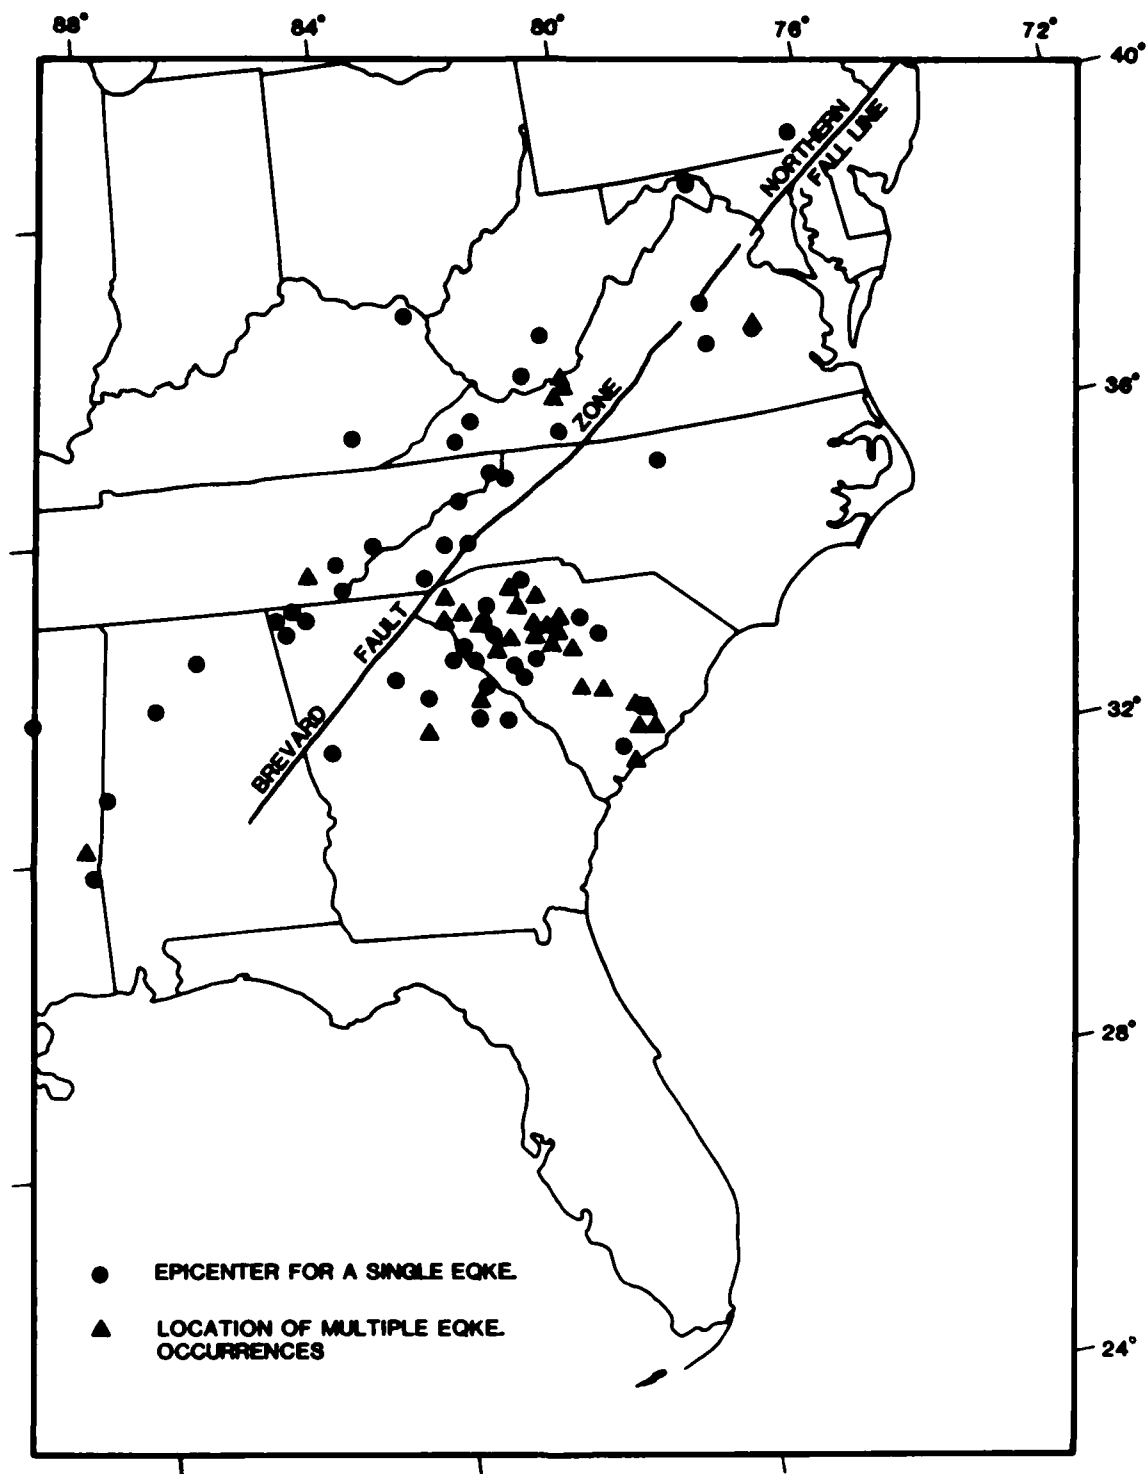 88° 84° 80° 76° 72°
40°
NORTHERN
FALL LINE
36°
ZONE
FAULT
32°
BREVARD
28°
EPICENTER FOR A SINGLE EQKE.
LOCATION OF MULTIPLE EQKE.
OCCURRENCES
24°